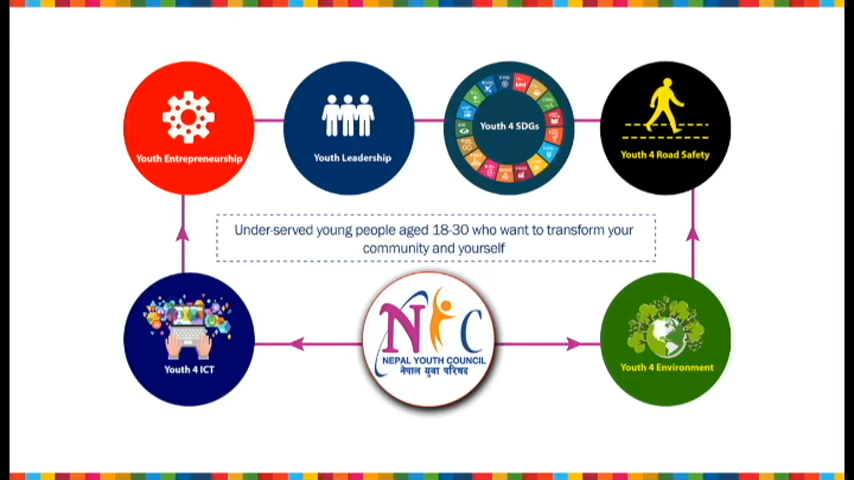 Youth Entrepreneurship
Youth Leadership
Youth 4 SDGs
Youth 4 Road Safety
Under-served young people aged 18-30 who want to transform your
community and yourself
Youth 4 ICT
NYC
NEPAL YOUTH COUNCIL
नेपाल युवा परिषद
Youth 4 Environment